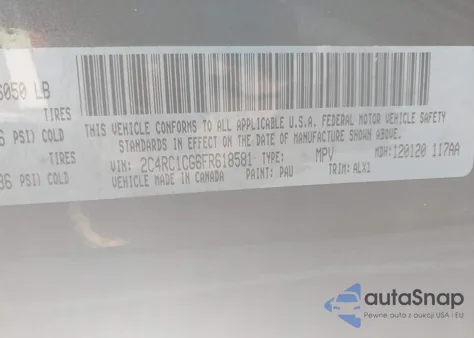 6050 LB
TIRES
6 PSI) COLD
TIRES
36 PSI) COLD
THIS VEHICLE CONFORMS TO ALL APPLICABLE U.S.A. FEDERAL MOTOR VEHICLE SAFETY
STANDARDS IN EFFECT ON THE DATE OF MANUFACTURE SHOWN ABOVE.
VIN: 2C4RC1CG6FR618581 TYPE: MPV MDH: 120120 117AA
VEHICLE MADE IN CANADA PAINT: PAU TRIM: ALX1
autoSnap
Pewne auto z aukcji USA i EU